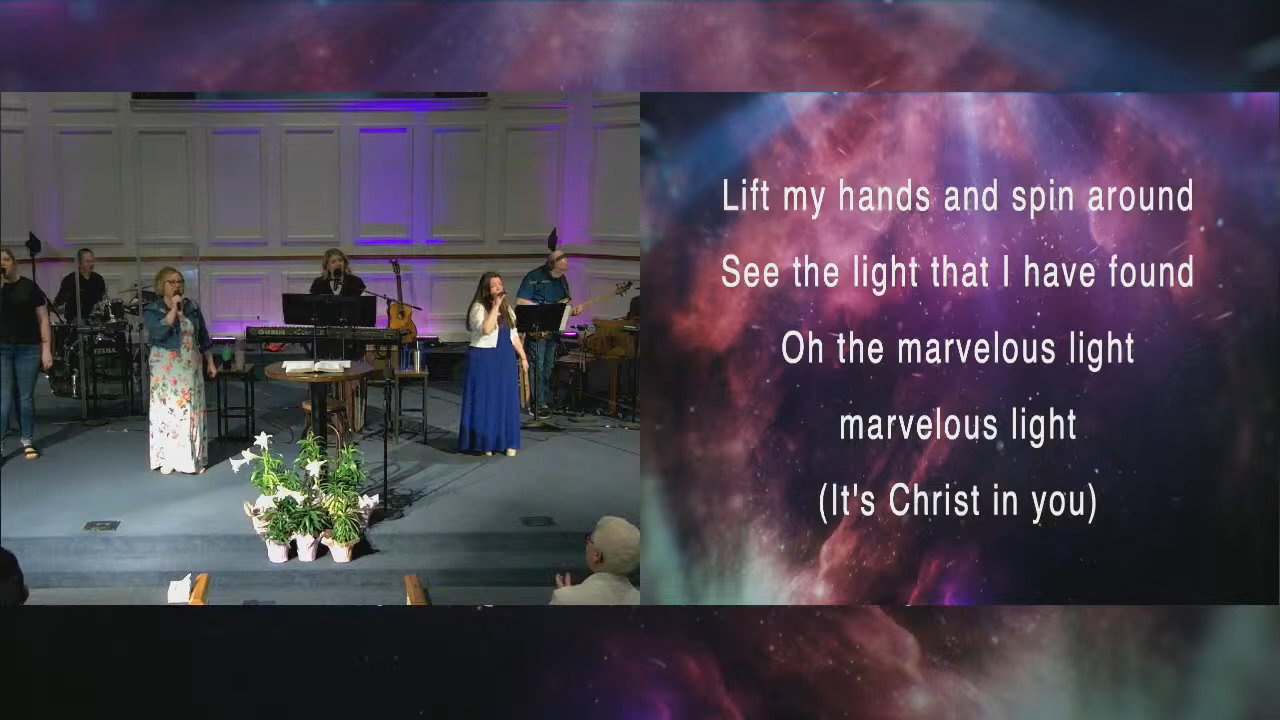 Lift my hands and spin around
See the light that I have found
Oh the marvelous light
marvelous light
(It's Christ in you)